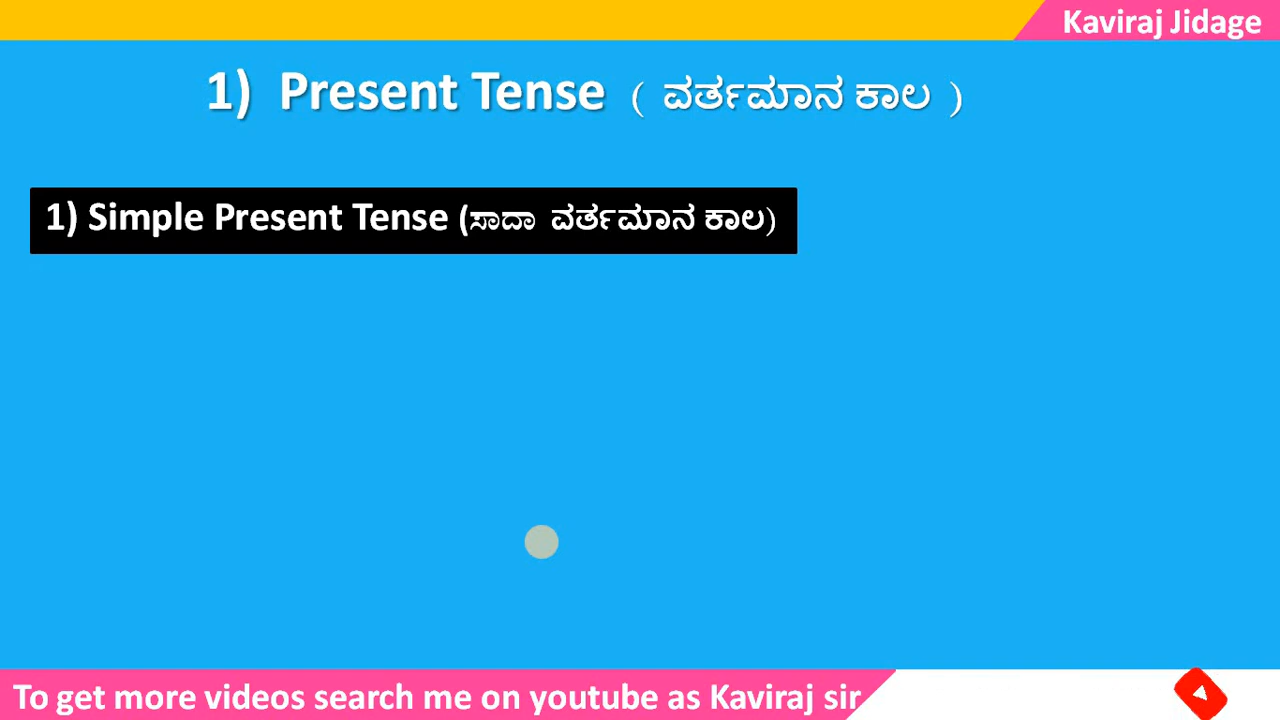 Kaviraj Jidage
1) Present Tense ( ವರ್ತಮಾನ ಕಾಲ )
1) Simple Present Tense (ಸಾದಾ ವರ್ತಮಾನ ಕಾಲ)
To get more videos search me on youtube as Kaviraj sir